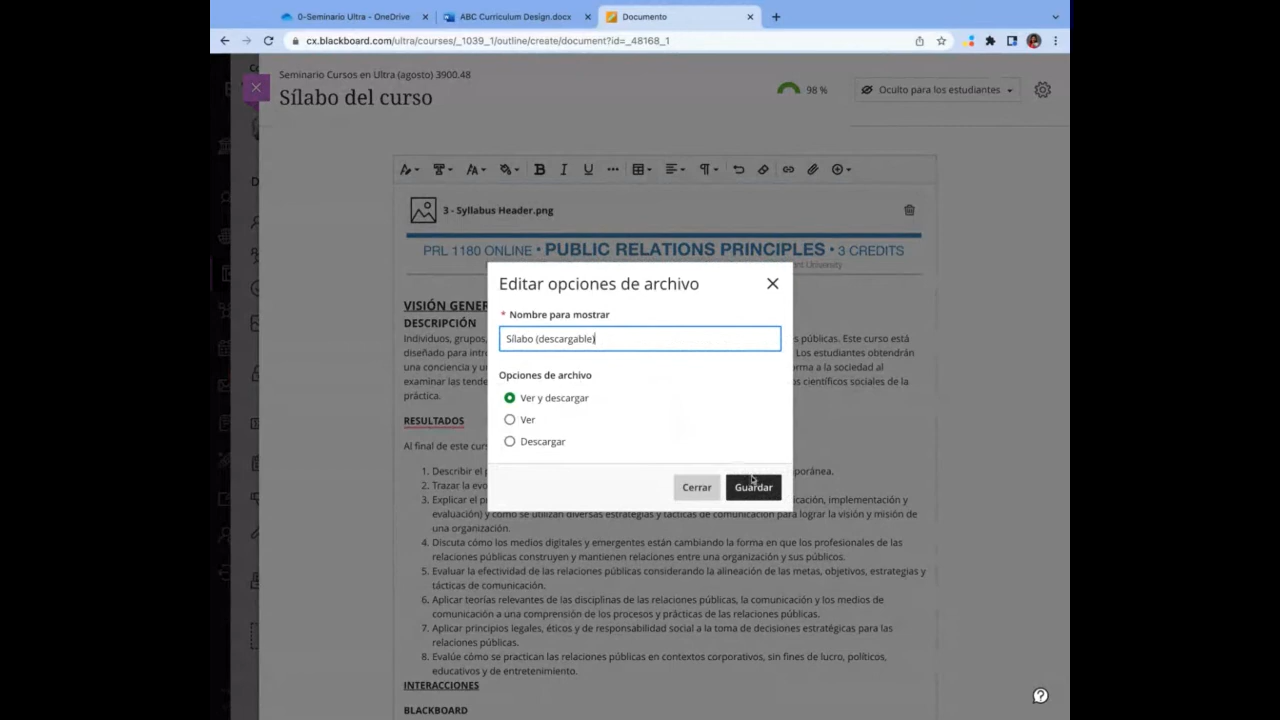 0-Seminario Ultra - OneDrive
ABC Curriculum Design.docx
Documento
cx.blackboard.com/ultra/courses/_1039_1/outline/create/document?id=_48168_1
Seminario Cursos en Ultra (agosto) 3900.48
Sílabo del curso
98 %
Oculto para los estudiantes
3 - Syllabus Header.png
PRL 1180 ONLINE • PUBLIC RELATIONS PRINCIPLES • 3 CREDITS
University
Editar opciones de archivo
* Nombre para mostrar
Sílabo (descargable)
Opciones de archivo
Ver y descargar
Ver
Descargar
Cerrar
Guardar
VISIÓN GENER
DESCRIPCIÓN
Individuos, grupos, s públicas. Este curso está
diseñado para intro Los estudiantes obtendrán
una conciencia y u orma a la sociedad al
examinar las tende as científicos sociales de la
práctica.
RESULTADOS
Al final de este cur
1. Describir el p poránea.
2. Trazar la evo
3. Explicar el p icación, implementación y
evaluación) y cómo se utilizan diversas estrategias y tácticas de comunicación para lograr la visión y misión de
una organización.
4. Discuta cómo los medios digitales y emergentes están cambiando la forma en que los profesionales de las
relaciones públicas construyen y mantienen relaciones entre una organización y sus públicos.
5. Evaluar la efectividad de las relaciones públicas considerando la alineación de las metas, objetivos, estrategias y
tácticas de comunicación.
6. Aplicar teorías relevantes de las disciplinas de las relaciones públicas, la comunicación y los medios de
comunicación a una comprensión de los procesos y prácticas de las relaciones públicas.
7. Aplicar principios legales, éticos y de responsabilidad social a la toma de decisiones estratégicas para las
relaciones públicas.
8. Evalúe cómo se practican las relaciones públicas en contextos corporativos, sin fines de lucro, políticos,
educativos y de entretenimiento.
INTERACCIONES
BLACKBOARD